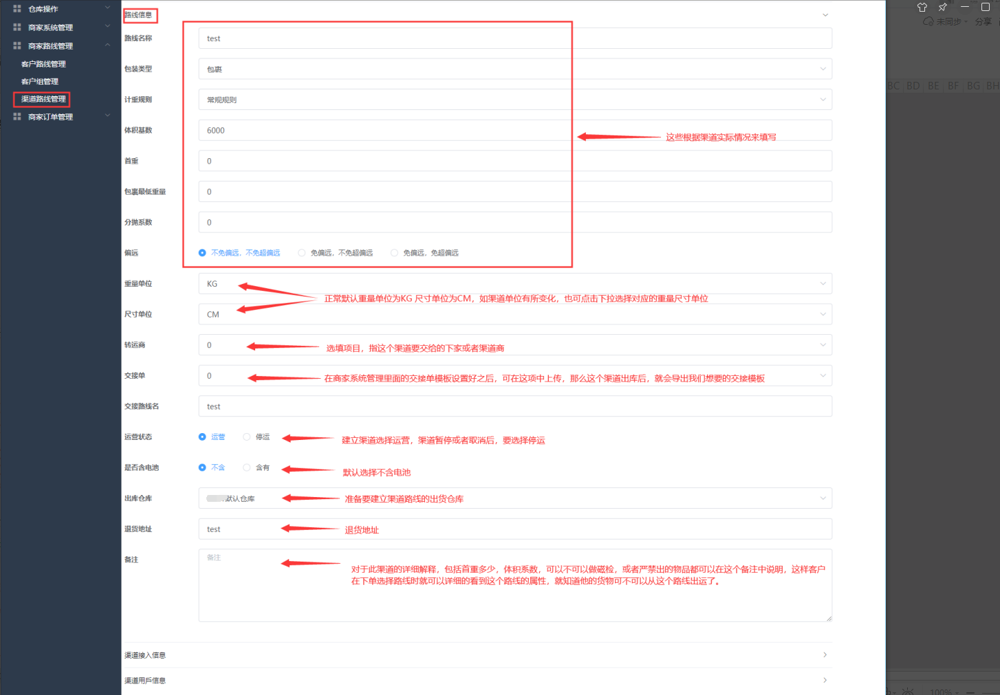 仓库操作
商家系统管理
商家路线管理
客户路线管理
客户组管理
渠道路线管理
商家订单管理
路线信息
路线名称
test
包装类型
包裹
计重规则
常规规则
体积基数
6000
这些根据渠道实际情况来填写
首重
0
包裹最低重量
0
分抛系数
0
偏远
不免偏远，不免超偏远
免偏远，不免超偏远
免偏远，免超偏远
重量单位
KG
正常默认重量单位为KG 尺寸单位为CM，如渠道单位有所变化，也可点击下拉选择对应的重量尺寸单位
尺寸单位
CM
转运商
0
选填项目，指这个渠道要交给的下家或者渠道商
交接单
0
在商家系统管理里面的交接单模板设置好之后，可在这项中上传，那么这个渠道出库后，就会导出我们想要的交接模板
交接路线名
test
运营状态
运营
停运
建立渠道选择运营，渠道暂停或者取消后，要选择停运
是否含电池
不含
含有
默认选择不含电池
出库仓库
默认仓库
准备要建立渠道路线的出货仓库
退货地址
test
退货地址
备注
备注
对于此渠道的详细解释，包括首重多少，体积系数，可以不可以做磁检，或者严禁出的物品都可以在这个备注中说明，这样客户
在下单选择路线时就可以详细的看到这个路线的属性，就知道他的货物可不可以从这个路线出运了。
渠道接入信息
渠道用戶信息
未同步
分享
BC BD BE BF BG BH
100%